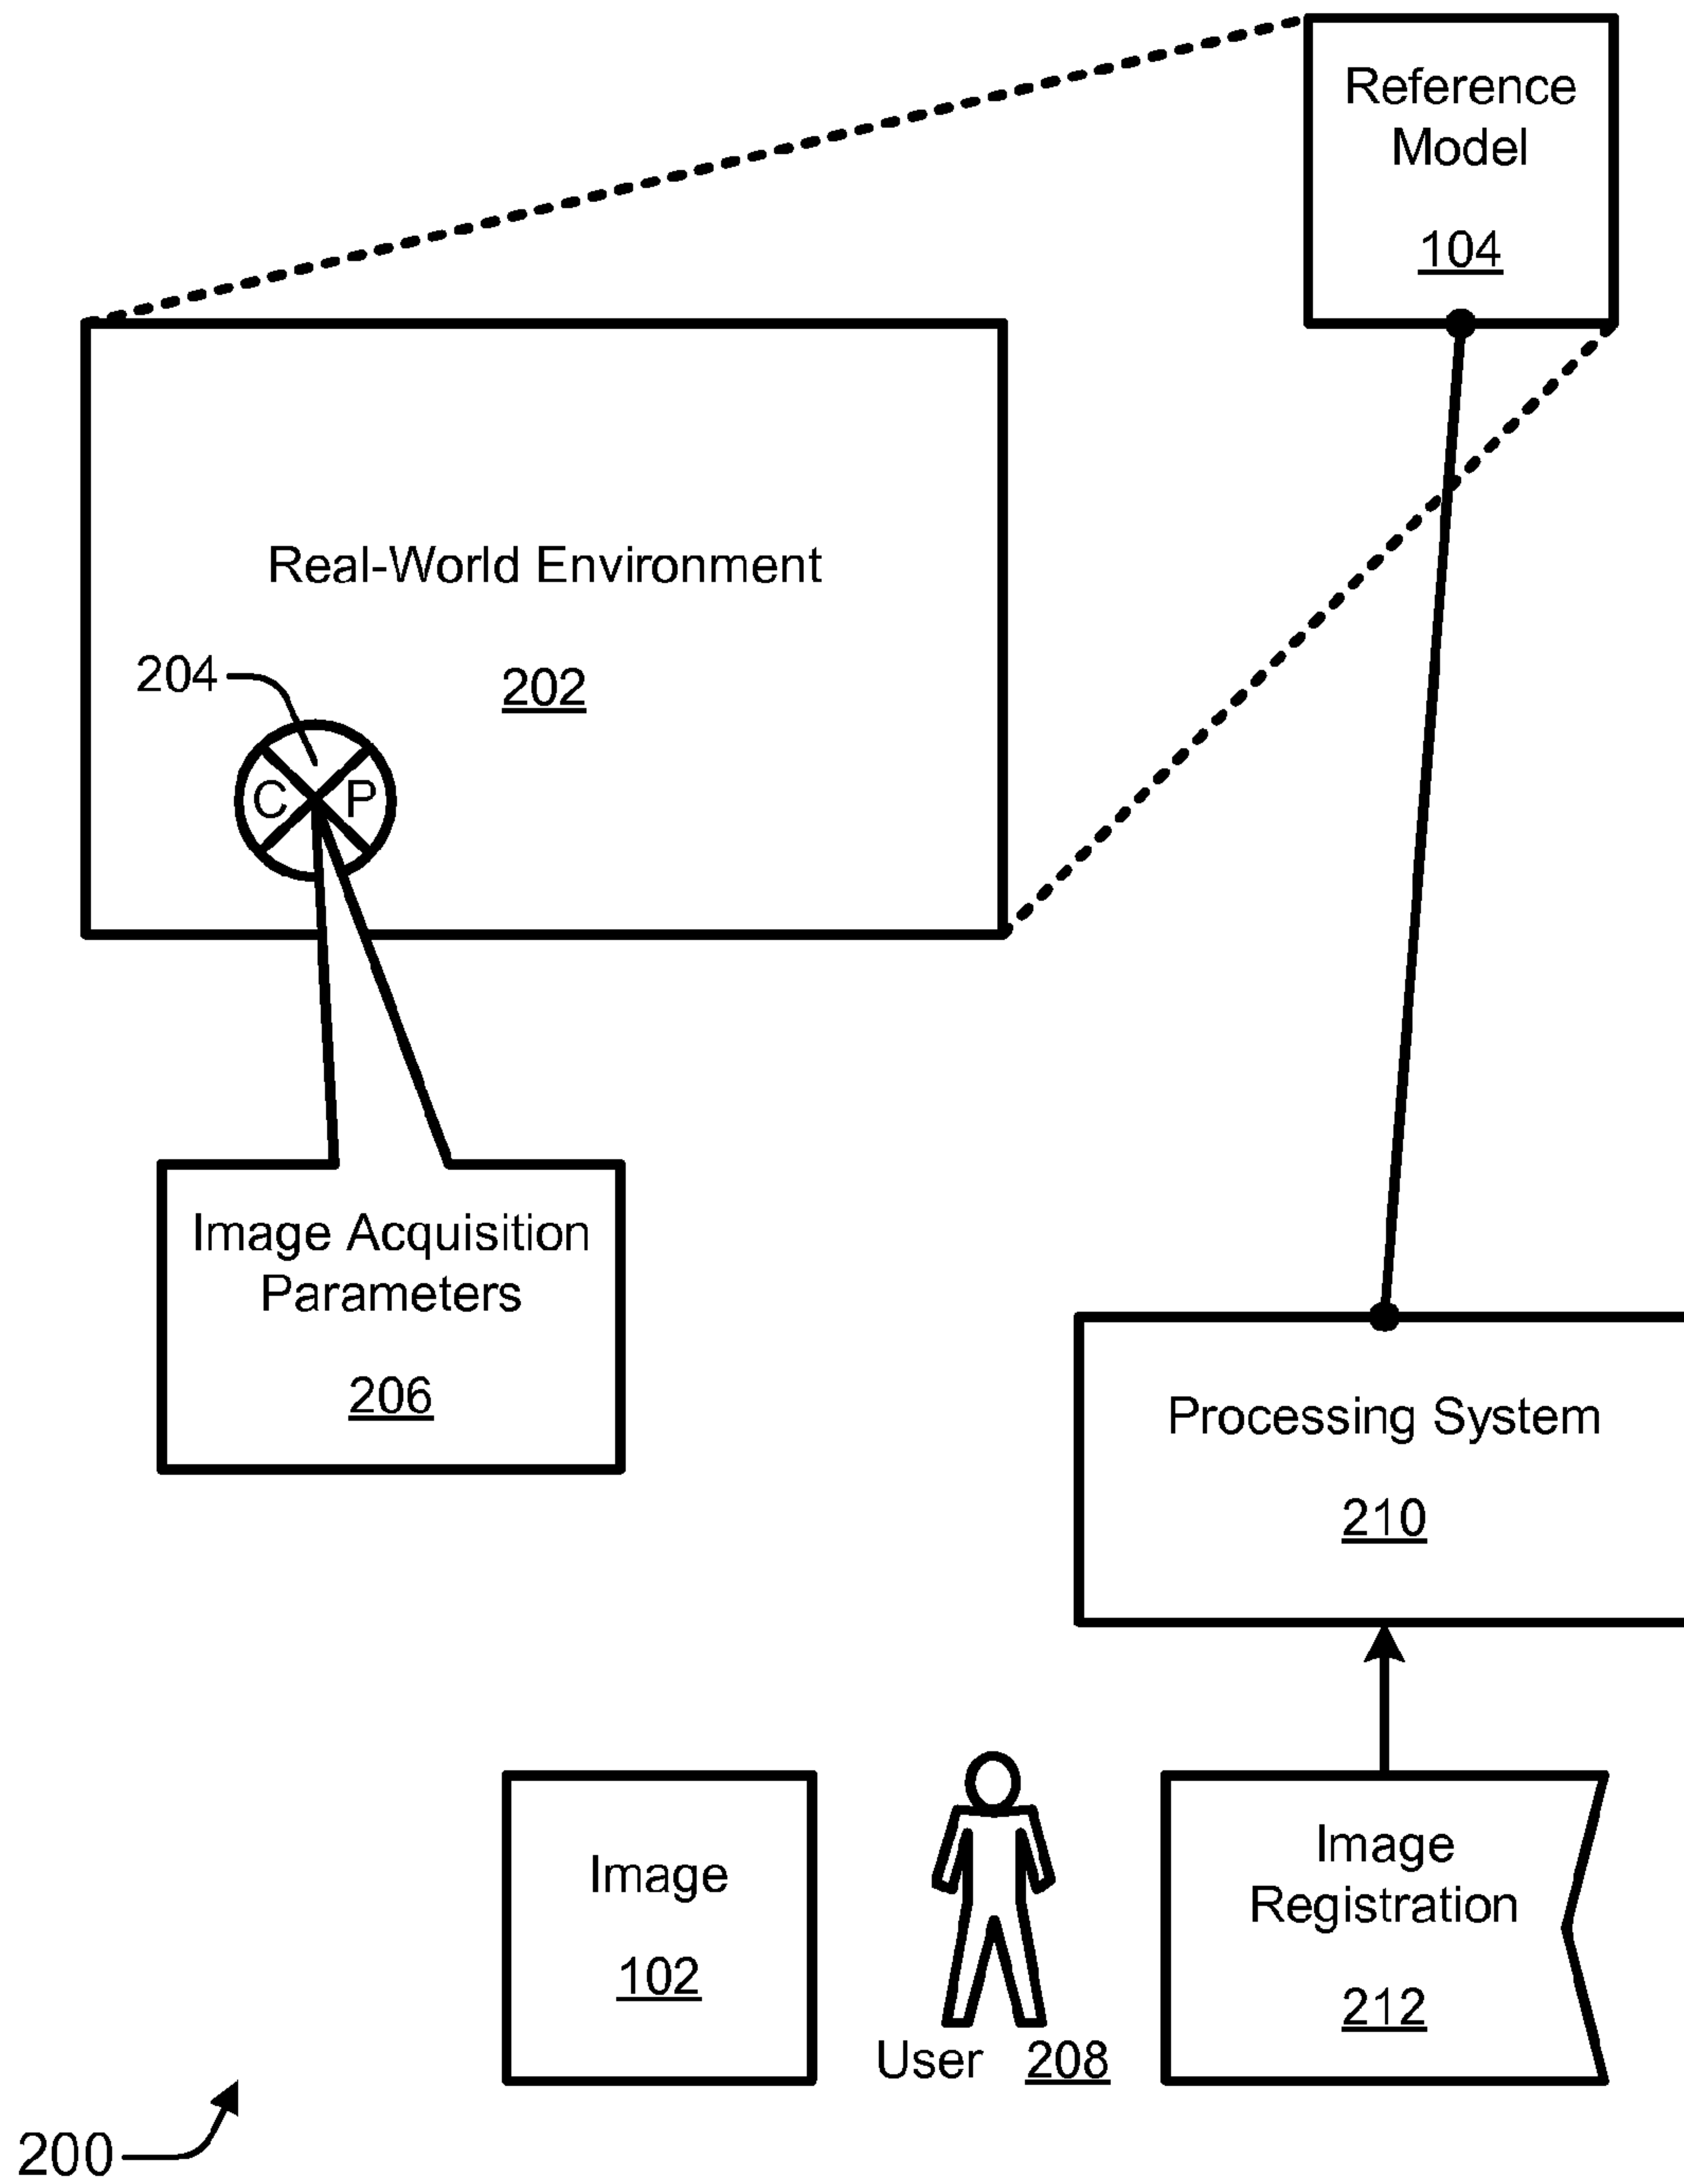 Reference
Model
104
Real-World Environment
204
202
C P
Image Acquisition
Parameters
206
Processing System
210
Image
102
User 208
Image
Registration
212
200